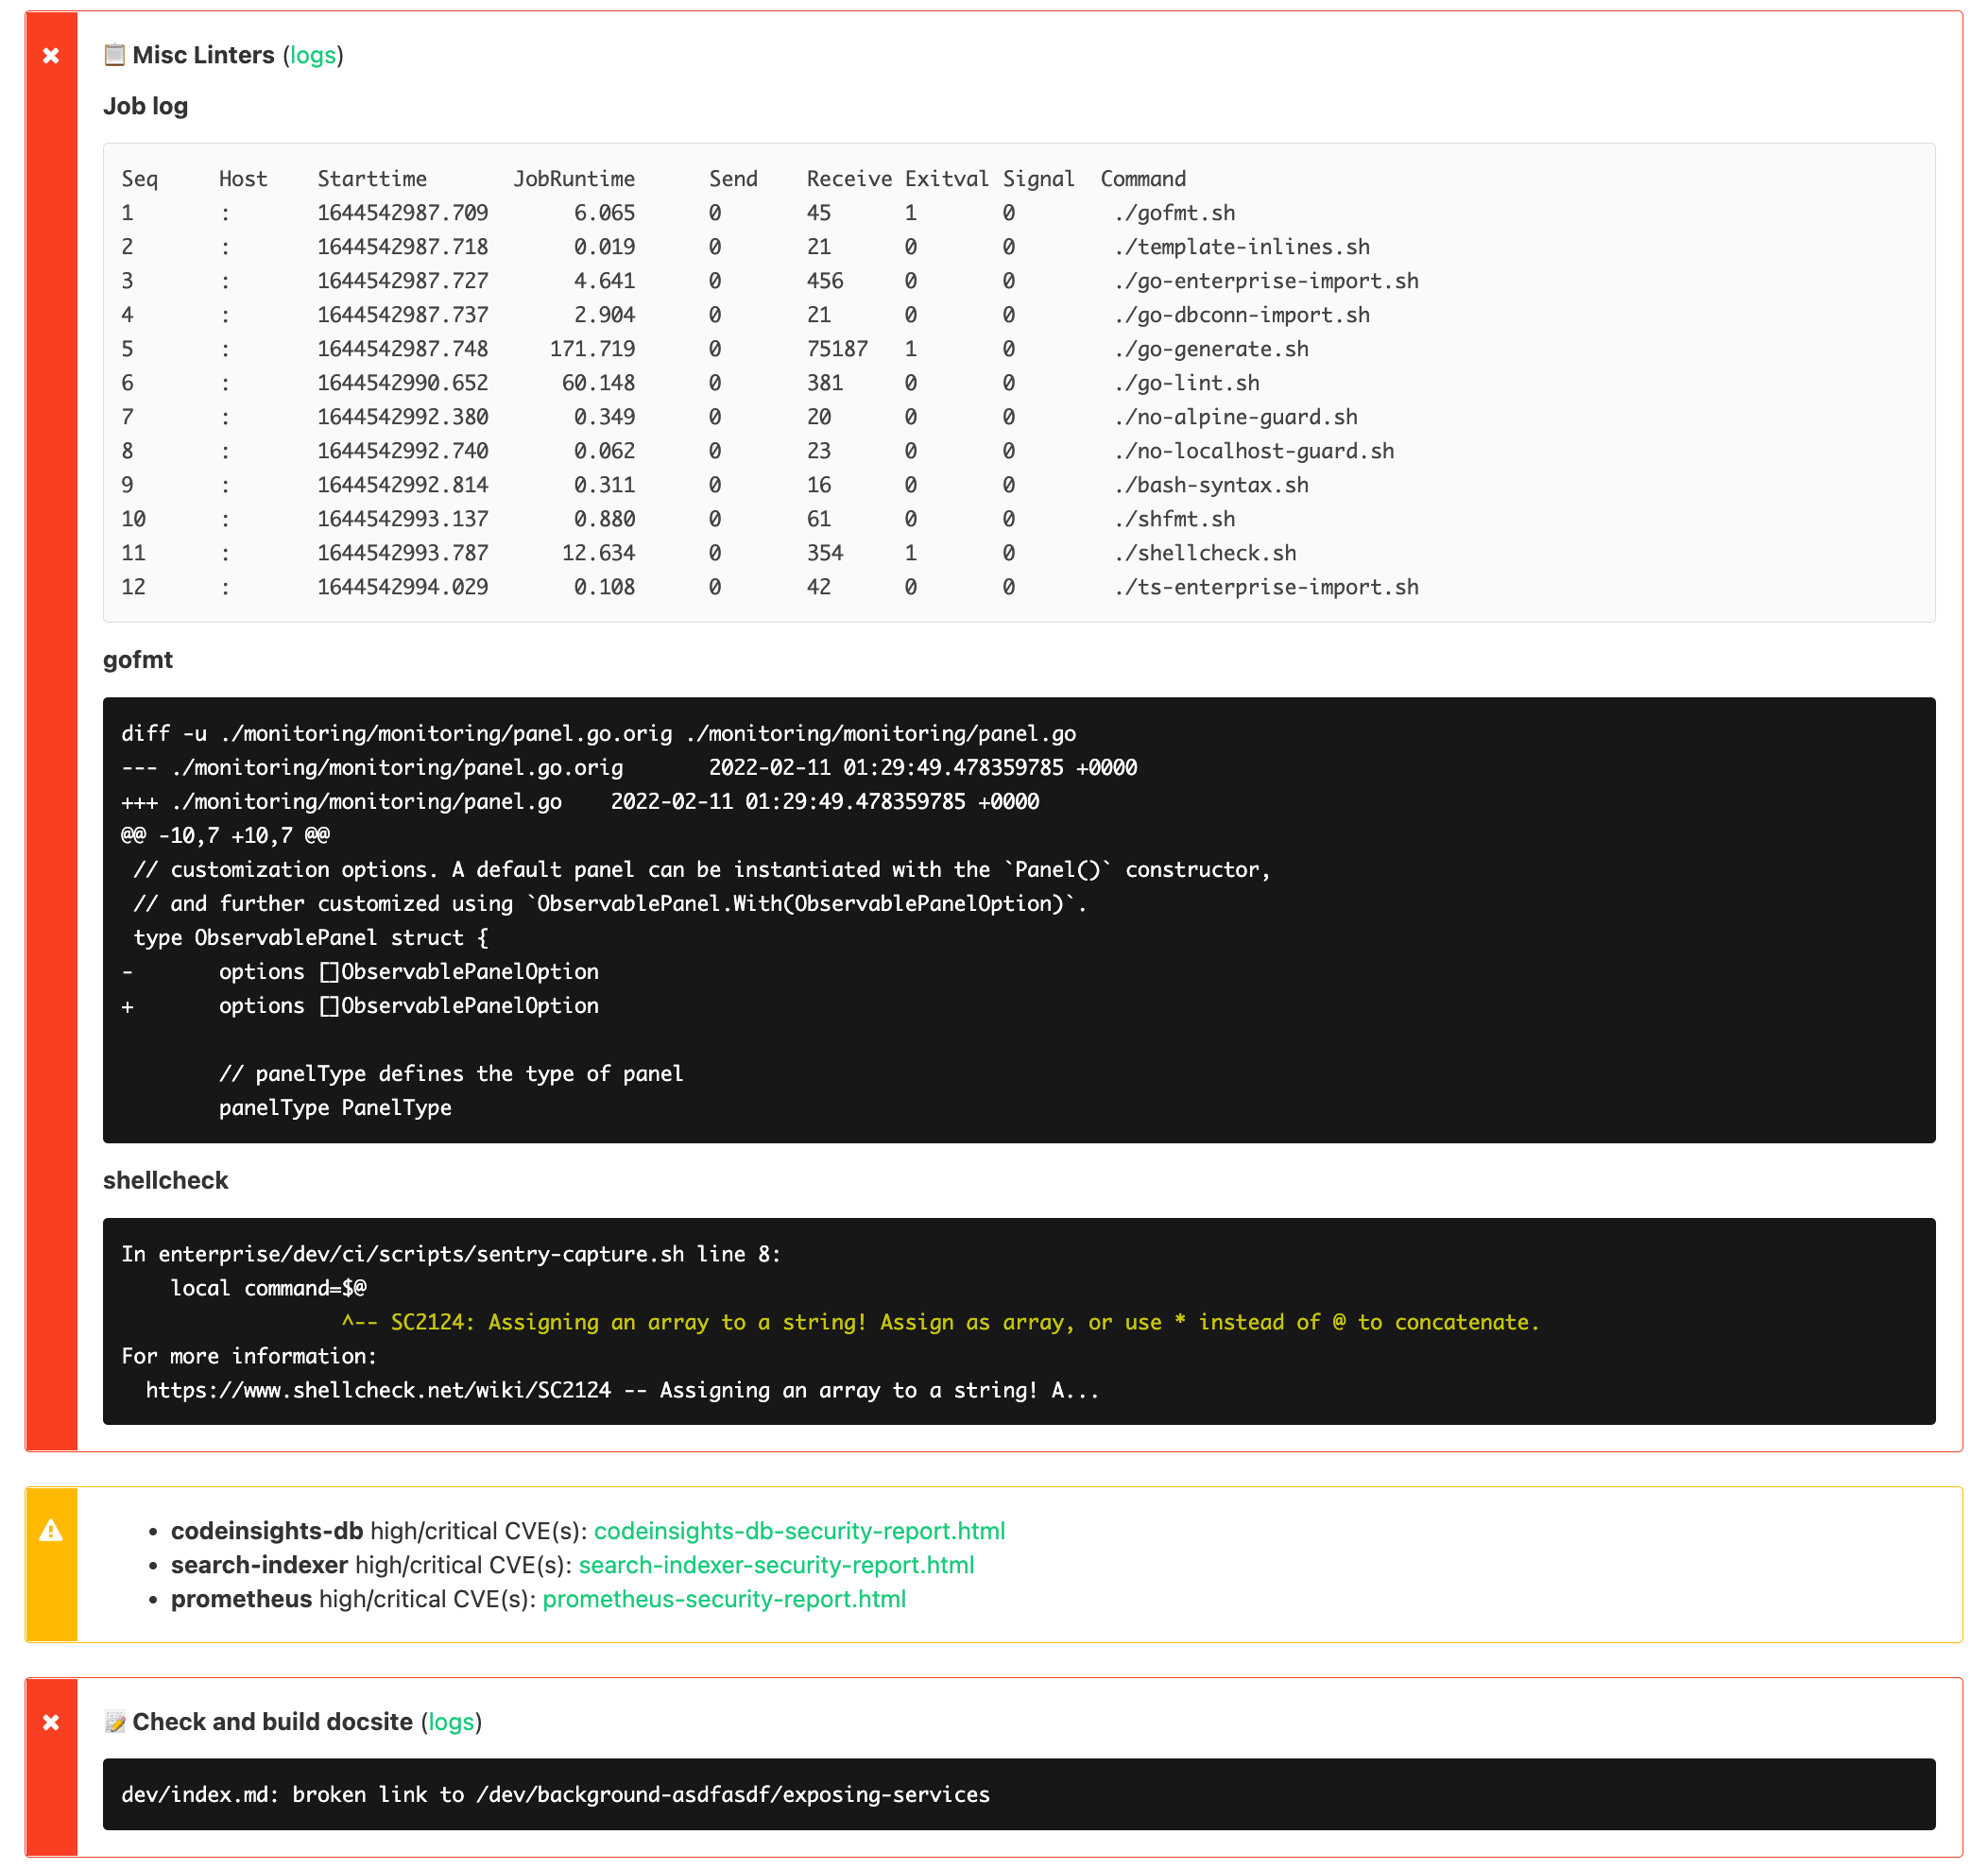 📋 Misc Linters (logs)
Job log
Seq     Host    Starttime       JobRuntime      Send    Receive Exitval Signal  Command
1       :       1644542987.709       6.065      0       45      1       0        ./gofmt.sh
2       :       1644542987.718       0.019      0       21      0       0        ./template-inlines.sh
3       :       1644542987.727       4.641      0       456     0       0        ./go-enterprise-import.sh
4       :       1644542987.737       2.904      0       21      0       0        ./go-dbconn-import.sh
5       :       1644542987.748     171.719      0       75187   1       0        ./go-generate.sh
6       :       1644542990.652      60.148      0       381     0       0        ./go-lint.sh
7       :       1644542992.380       0.349      0       20      0       0        ./no-alpine-guard.sh
8       :       1644542992.740       0.062      0       23      0       0        ./no-localhost-guard.sh
9       :       1644542992.814       0.311      0       16      0       0        ./bash-syntax.sh
10      :       1644542993.137       0.880      0       61      0       0        ./shfmt.sh
11      :       1644542993.787      12.634      0       354     1       0        ./shellcheck.sh
12      :       1644542994.029       0.108      0       42      0       0        ./ts-enterprise-import.sh
gofmt
diff -u ./monitoring/monitoring/panel.go.orig ./monitoring/monitoring/panel.go
--- ./monitoring/monitoring/panel.go.orig       2022-02-11 01:29:49.478359785 +0000
+++ ./monitoring/monitoring/panel.go    2022-02-11 01:29:49.478359785 +0000
@@ -10,7 +10,7 @@
 // customization options. A default panel can be instantiated with the `Panel()` constructor,
 // and further customized using `ObservablePanel.With(ObservablePanelOption)`.
 type ObservablePanel struct {
-       options []ObservablePanelOption
+       options []ObservablePanelOption
        // panelType defines the type of panel
        panelType PanelType
shellcheck
In enterprise/dev/ci/scripts/sentry-capture.sh line 8:
    local command=$@
                  ^-- SC2124: Assigning an array to a string! Assign as array, or use * instead of @ to concatenate.
For more information:
  https://www.shellcheck.net/wiki/SC2124 -- Assigning an array to a string! A...
• codeinsights-db high/critical CVE(s): codeinsights-db-security-report.html
• search-indexer high/critical CVE(s): search-indexer-security-report.html
• prometheus high/critical CVE(s): prometheus-security-report.html
📝 Check and build docsite (logs)
dev/index.md: broken link to /dev/background-asdfasdf/exposing-services